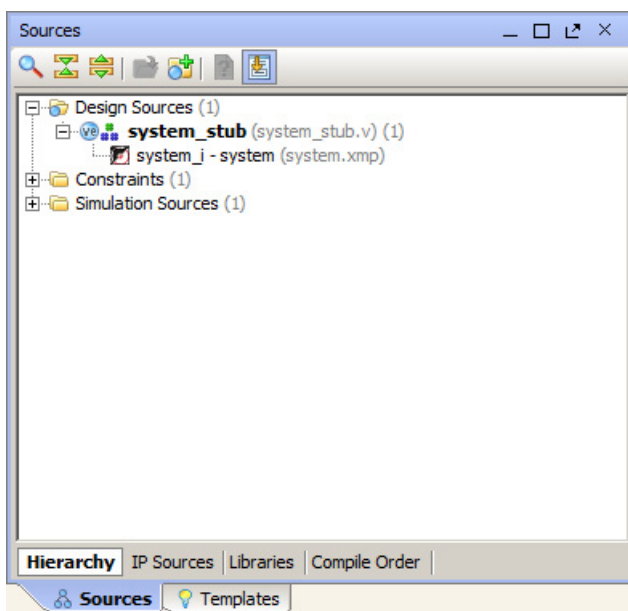 Sources
Design Sources (1)
ve system_stub (system_stub.v) (1)
system_i - system (system.xmp)
Constraints (1)
Simulation Sources (1)
Hierarchy IP Sources Libraries Compile Order
Sources Templates